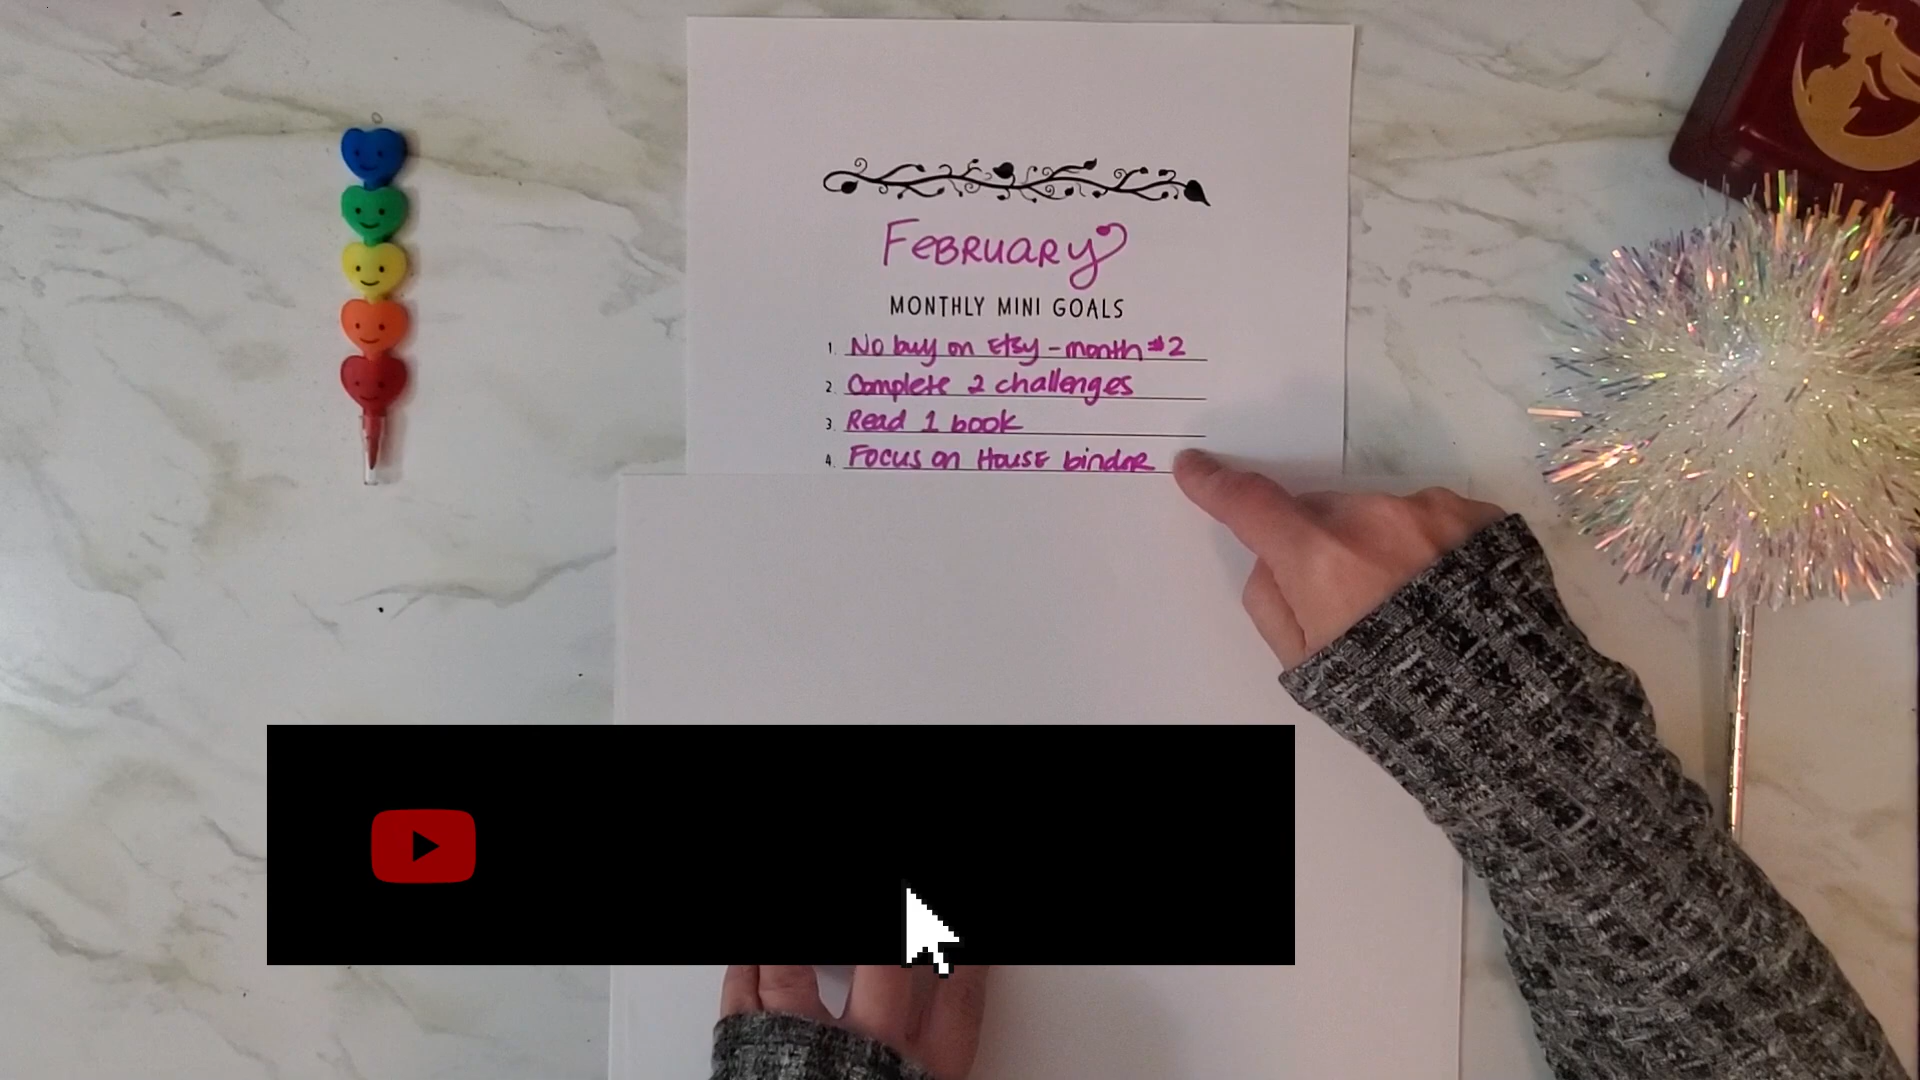 February
MONTHLY MINI GOALS
1. No buy on Etsy - month #2
2. Complete 2 challenges
3. Read 1 book
4. Focus on House binder